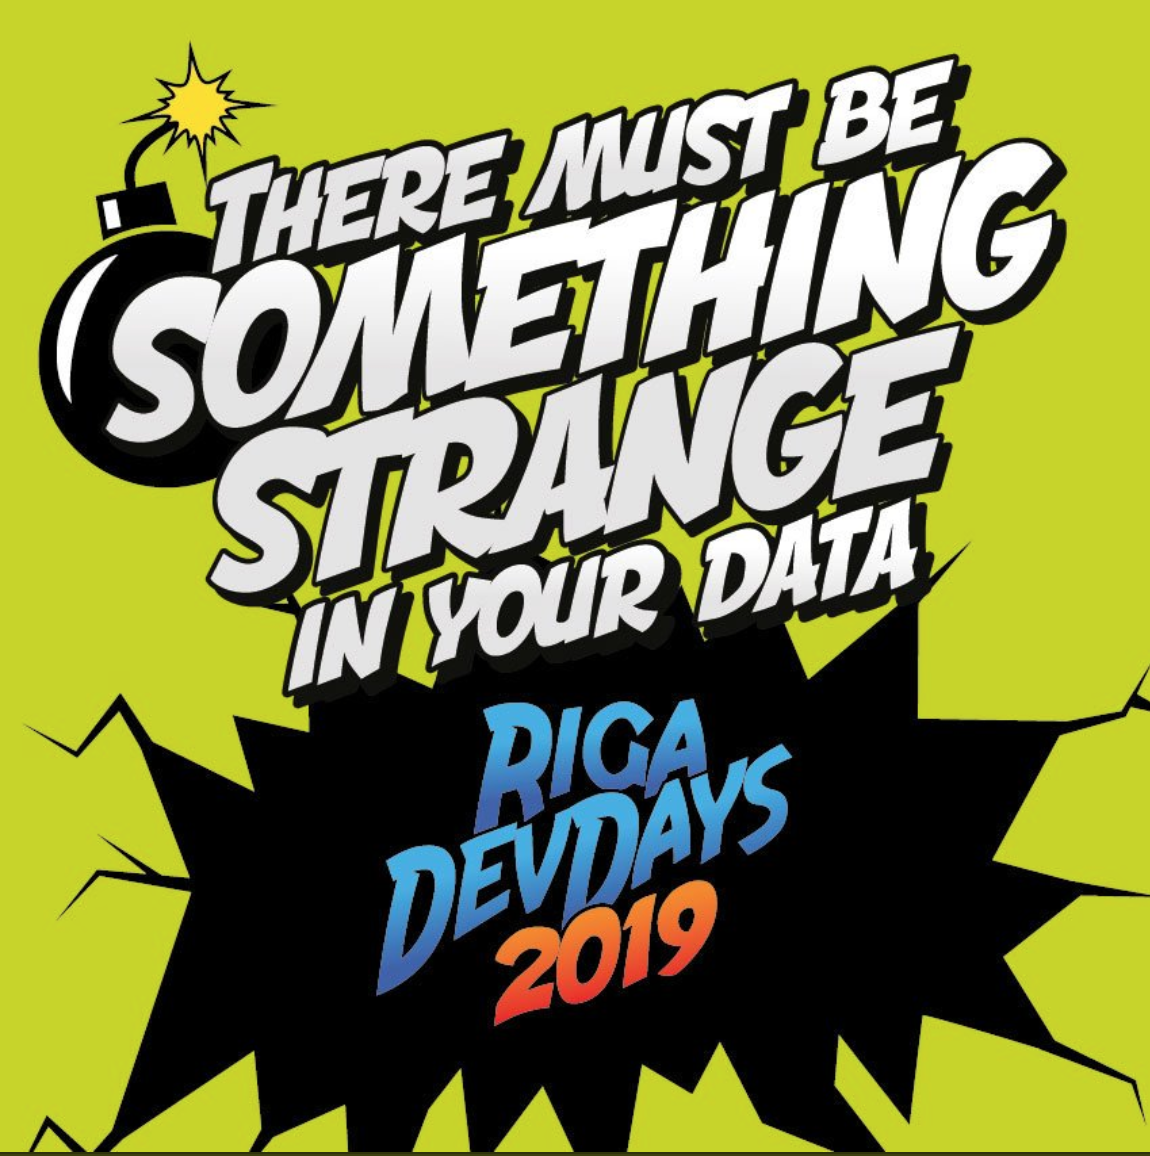 THERE MUST BE
SOMETHING
STRANGE
IN YOUR DATA
RIGA
DEVDAYS
2019